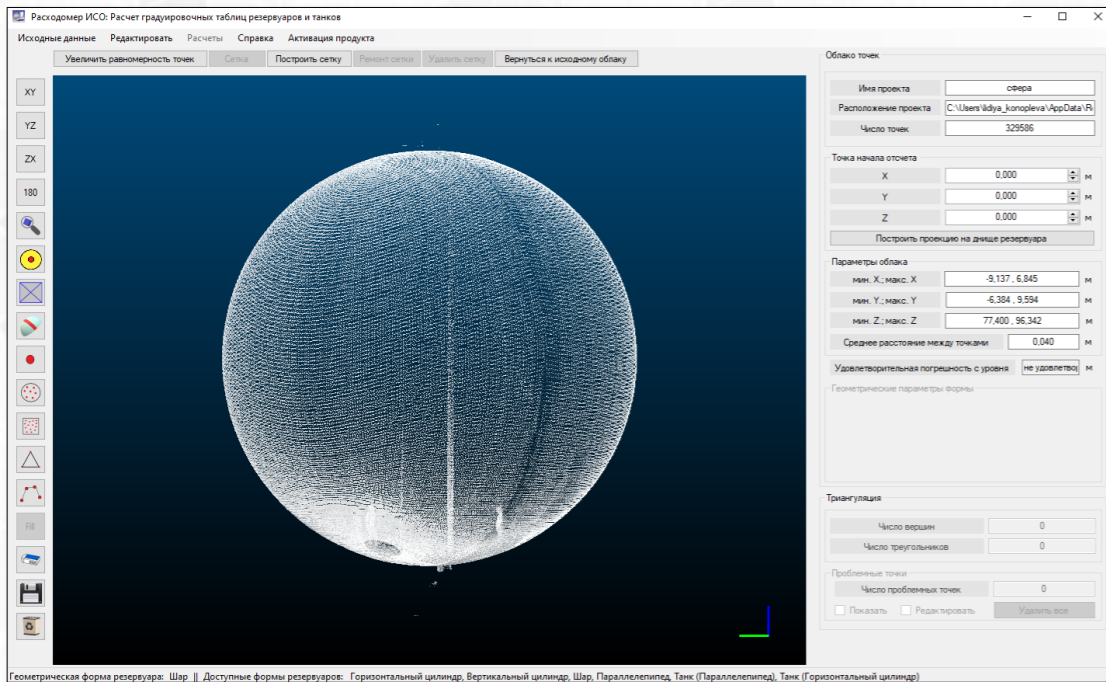 Расходомер ИСО: Расчет градуировочных таблиц резервуаров и танков
Исходные данные Редактировать Расчеты Справка Активация продукта
Увеличить равномерность точек Сетка Построить сетку Ремонт сетки Удалить сетку Вернуться к исходному облаку
XY
YZ
ZX
180
Fill
Облако точек
Имя проекта сфера
Расположение проекта C:\Users\lidiya_konopleva\AppData\R
Число точек 329586
Точка начала отсчета
X 0,000 м
Y 0,000 м
Z 0,000 м
Построить проекцию на днище резервуара
Параметры облака
мин. X.; макс. X -9,137 , 6,845 м
мин. Y.; макс. Y -6,384 , 9,594 м
мин. Z.; макс. Z 77,400 , 96,342 м
Среднее расстояние между точками 0,040 м
Удовлетворительная погрешность с уровня не удовлетвор м
Геометрические параметры формы
Триангуляция
Число вершин 0
Число треугольников 0
Проблемные точки
Число проблемных точек 0
Показать Редактировать Удалить все
Геометрическая форма резервуара: Шар || Доступные формы резервуаров: Горизонтальный цилиндр, Вертикальный цилиндр, Шар, Параллелепипед, Танк (Параллелепипед), Танк (Горизонтальный цилиндр)